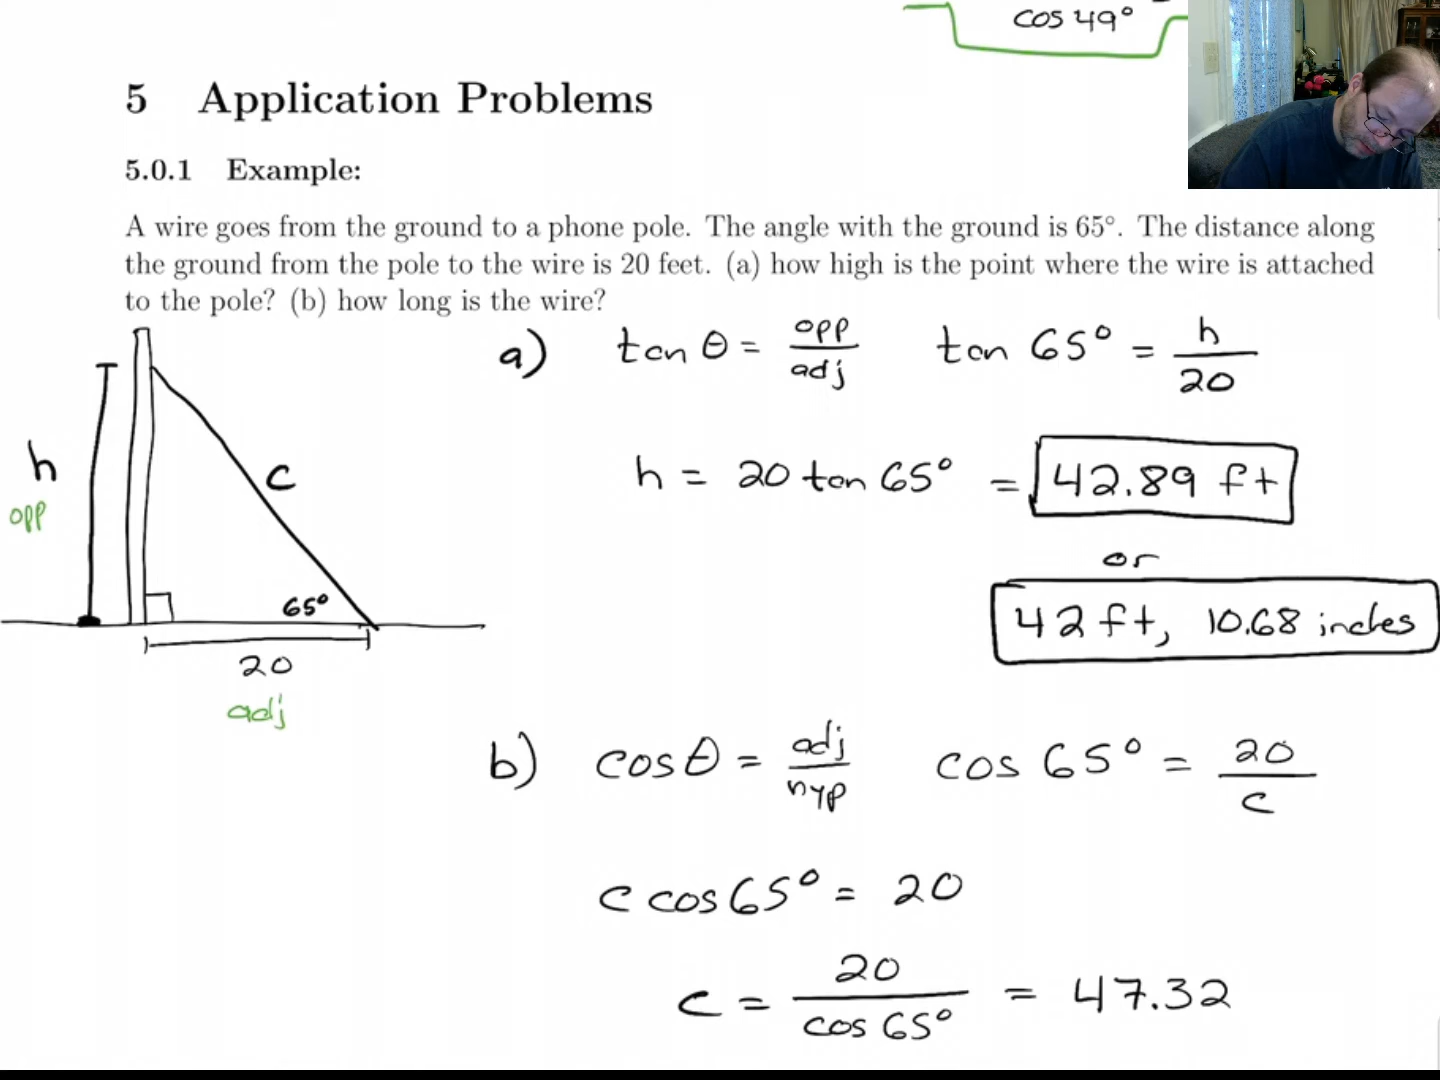 cos 49°
5 Application Problems
5.0.1 Example:
A wire goes from the ground to a phone pole. The angle with the ground is 65°. The distance along
the ground from the pole to the wire is 20 feet. (a) how high is the point where the wire is attached
to the pole? (b) how long is the wire?
h
opp
c
65°
20
adj
a) tan θ = opp/adj tan 65° = h/20
h = 20 tan 65° = 42.89 ft
or
42 ft, 10.68 inches
b) cos θ = adj/hyp cos 65° = 20/c
c cos 65° = 20
c = 20/cos 65° = 47.32